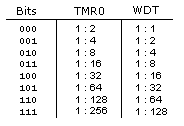 Bits TMR0 WDT
000 1 : 2 1 : 1
001 1 : 4 1 : 2
010 1 : 8 1 : 4
011 1 : 16 1 : 8
100 1 : 32 1 : 16
101 1 : 64 1 : 32
110 1 : 128 1 : 64
111 1 : 256 1 : 128